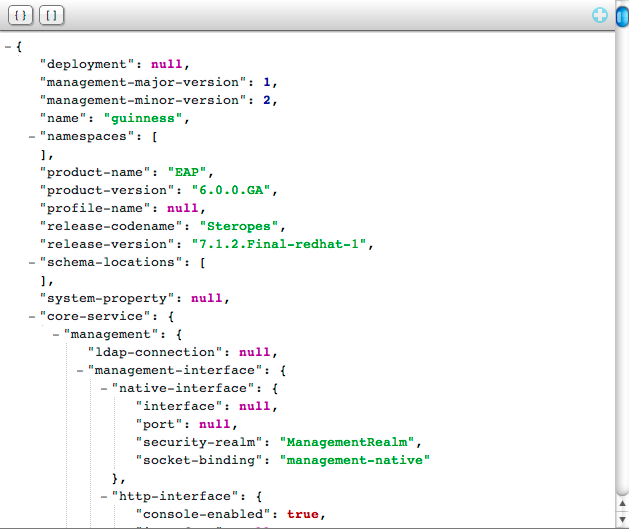 { } [ ]
{
"deployment": null,
"management-major-version": 1,
"management-minor-version": 2,
"name": "guinness",
"namespaces": [
],
"product-name": "EAP",
"product-version": "6.0.0.GA",
"profile-name": null,
"release-codename": "Steropes",
"release-version": "7.1.2.Final-redhat-1",
"schema-locations": [
],
"system-property": null,
"core-service": {
"management": {
"ldap-connection": null,
"management-interface": {
"native-interface": {
"interface": null,
"port": null,
"security-realm": "ManagementRealm",
"socket-binding": "management-native"
},
"http-interface": {
"console-enabled": true,